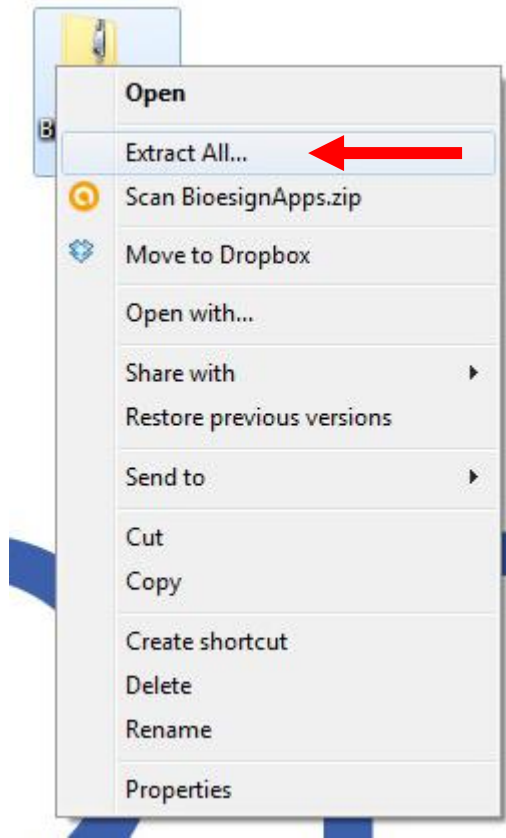 B
Open
Extract All...
Scan BioesignApps.zip
Move to Dropbox
Open with...
Share with
Restore previous versions
Send to
Cut
Copy
Create shortcut
Delete
Rename
Properties